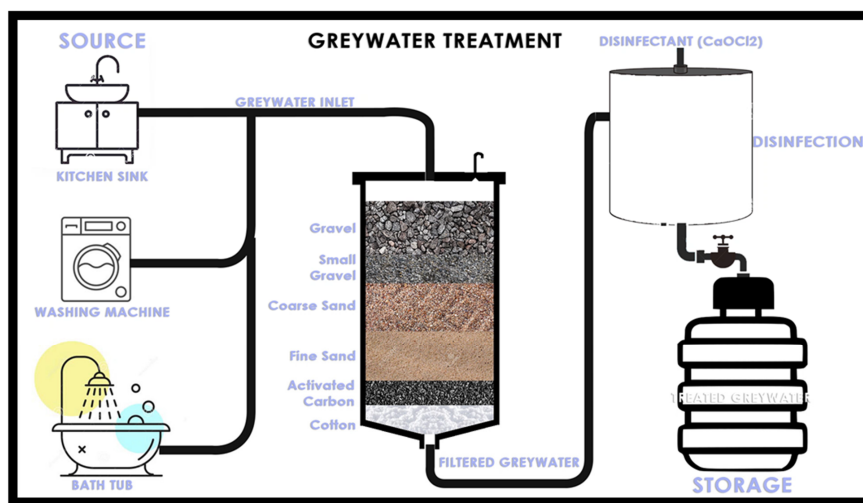 SOURCE
GREYWATER TREATMENT
DISINFECTANT (CaOCl2)
GREYWATER INLET
DISINFECTION
KITCHEN SINK
Gravel
Small
Gravel
WASHING MACHINE
Coarse Sand
Fine Sand
Activated
Carbon
TREATED GREYWATER
Cotton
FILTERED GREYWATER
BATH TUB
STORAGE